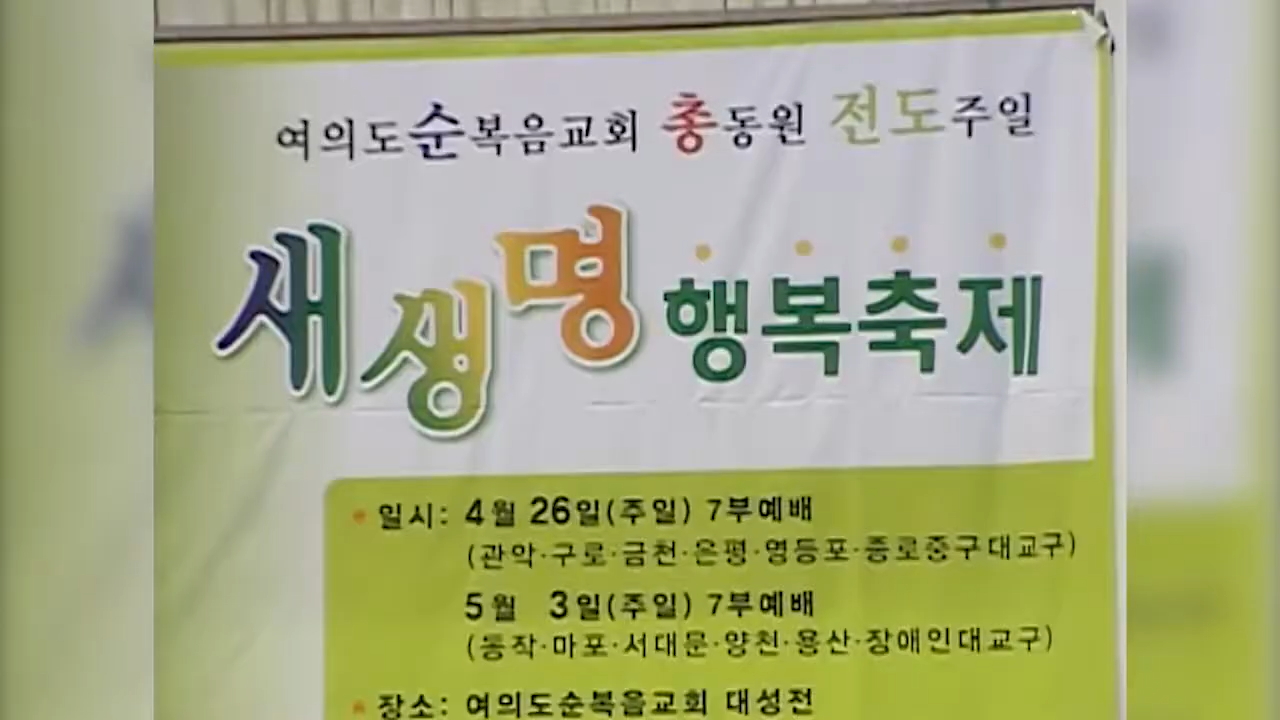 여의도순복음교회 총동원 전도주일
새생명 행복축제
일시: 4월 26일(주일) 7부예배
(관악·구로·금천·은평·영등포·종로중구대교구)
5월 3일(주일) 7부예배
(동작·마포·서대문·양천·용산·장애인대교구)
장소: 여의도순복음교회 대성전